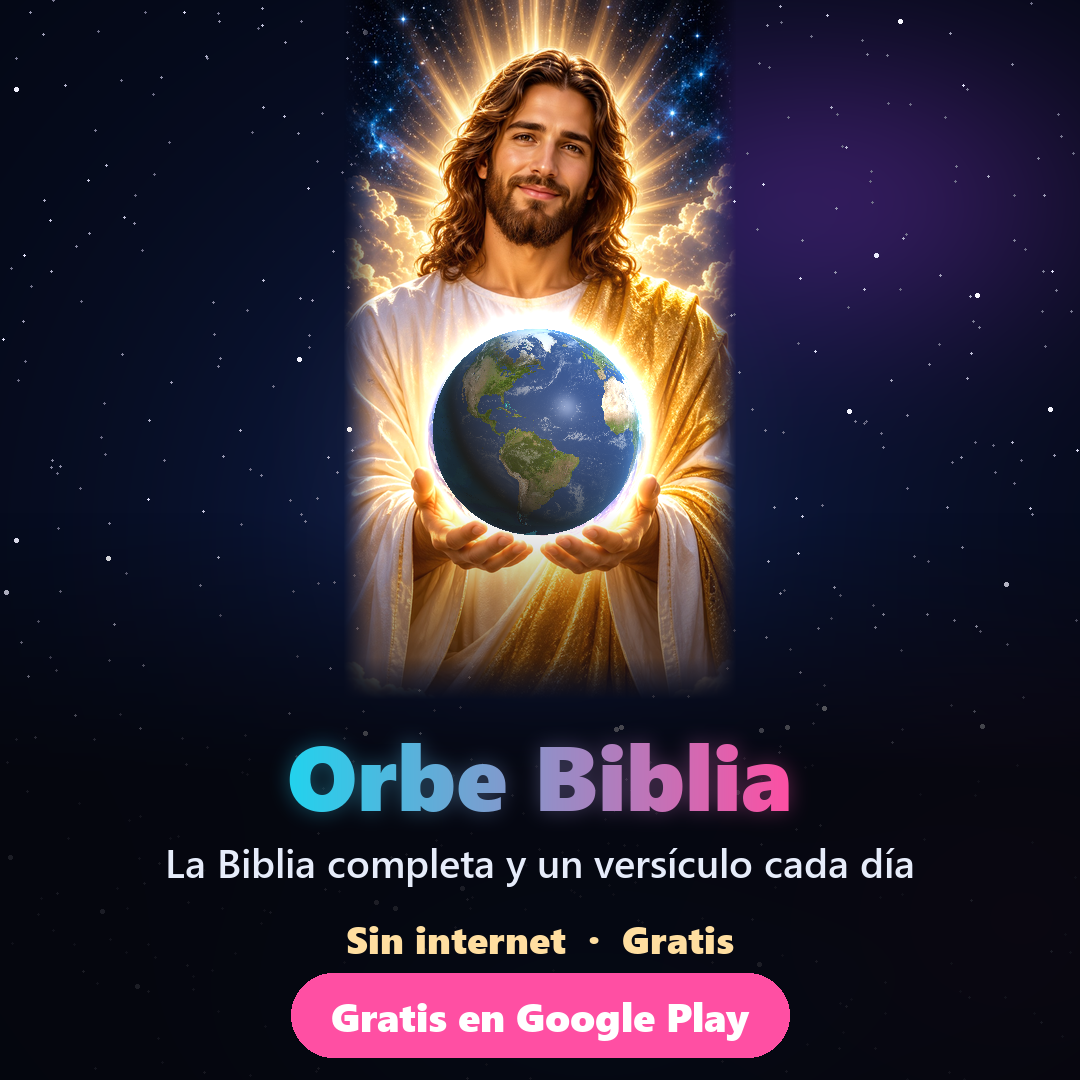 Orbe Biblia
La Biblia completa y un versículo cada día
Sin internet · Gratis
Gratis en Google Play